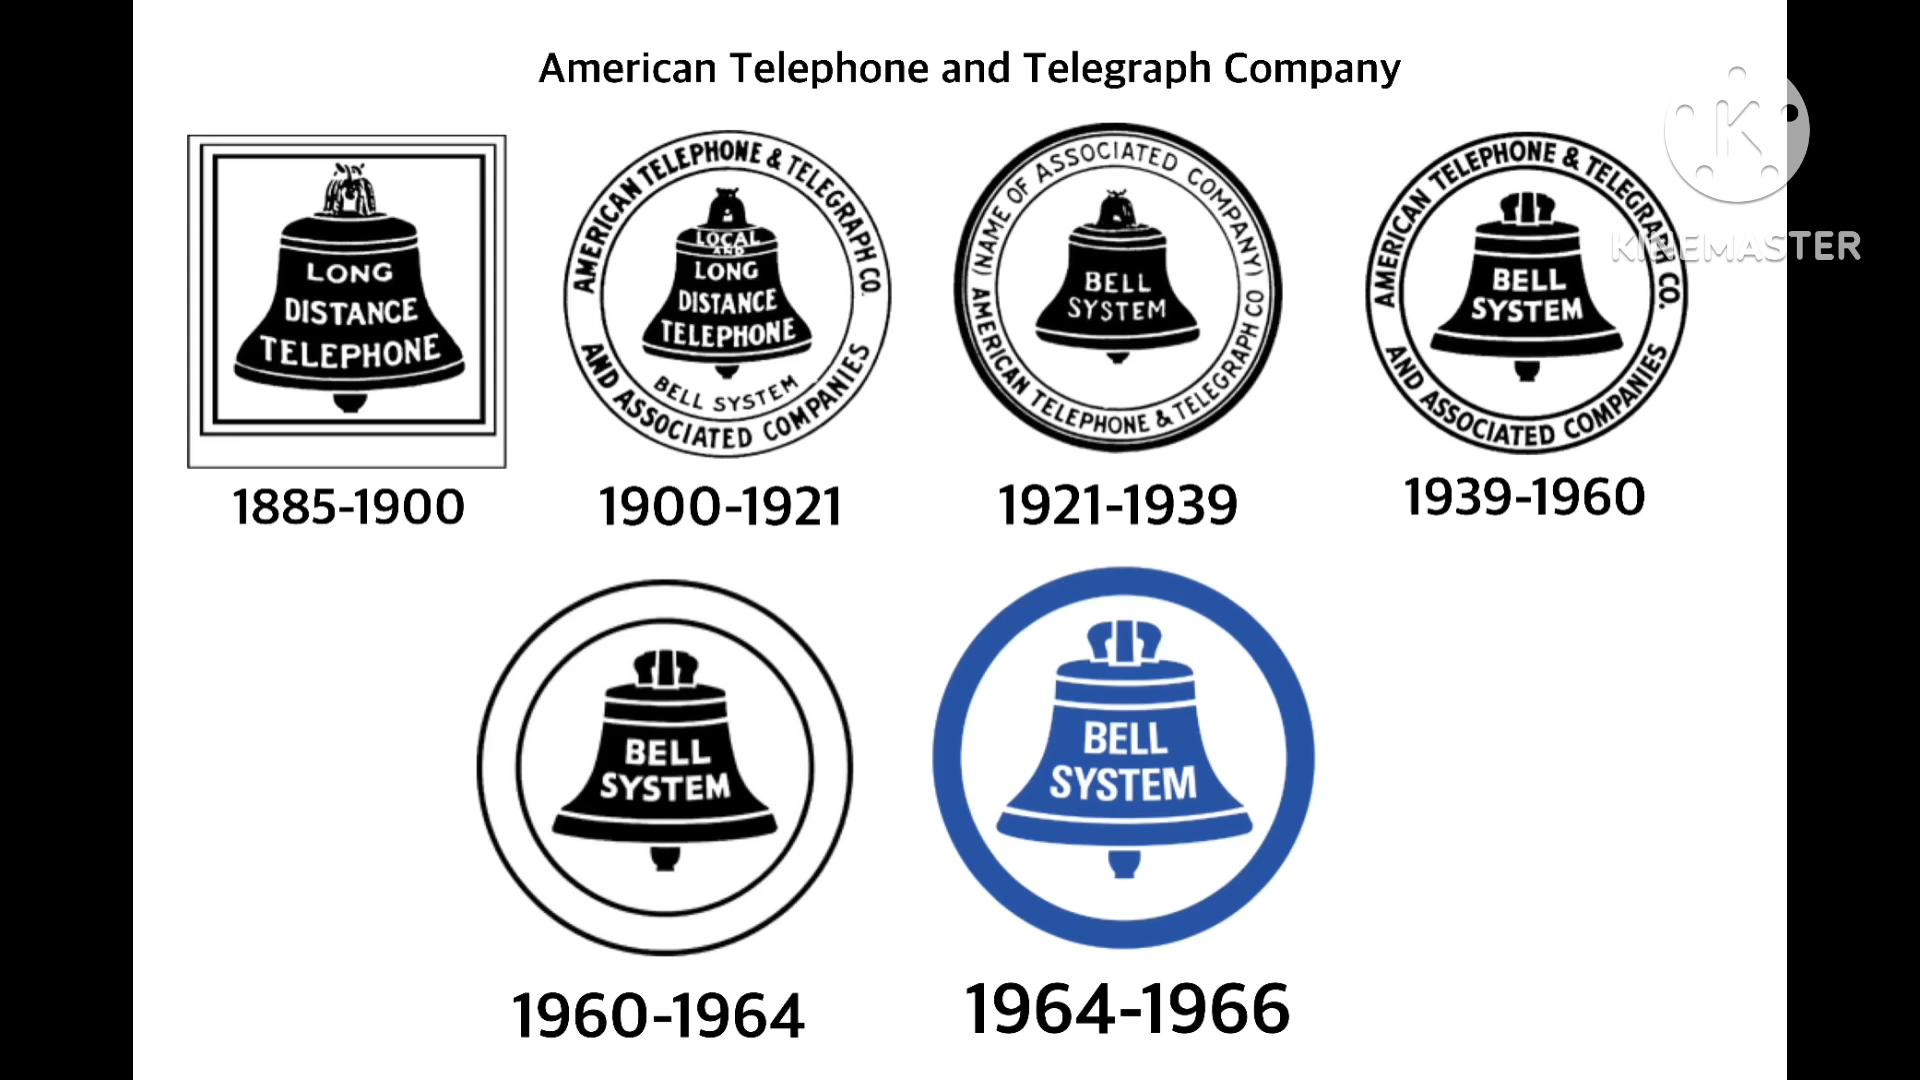 American Telephone and Telegraph Company
K
KINEMASTER
LONG
DISTANCE
TELEPHONE
1885-1900
AMERICAN TELEPHONE & TELEGRAPH CO.
LOCAL
AND
LONG
DISTANCE
TELEPHONE
BELL SYSTEM
AND ASSOCIATED COMPANIES
1900-1921
(NAME OF ASSOCIATED COMPANY)
BELL
SYSTEM
AMERICAN TELEPHONE & TELEGRAPH CO
1921-1939
AMERICAN TELEPHONE & TELEGRAPH CO.
BELL
SYSTEM
AND ASSOCIATED COMPANIES
1939-1960
BELL
SYSTEM
1960-1964
BELL
SYSTEM
1964-1966